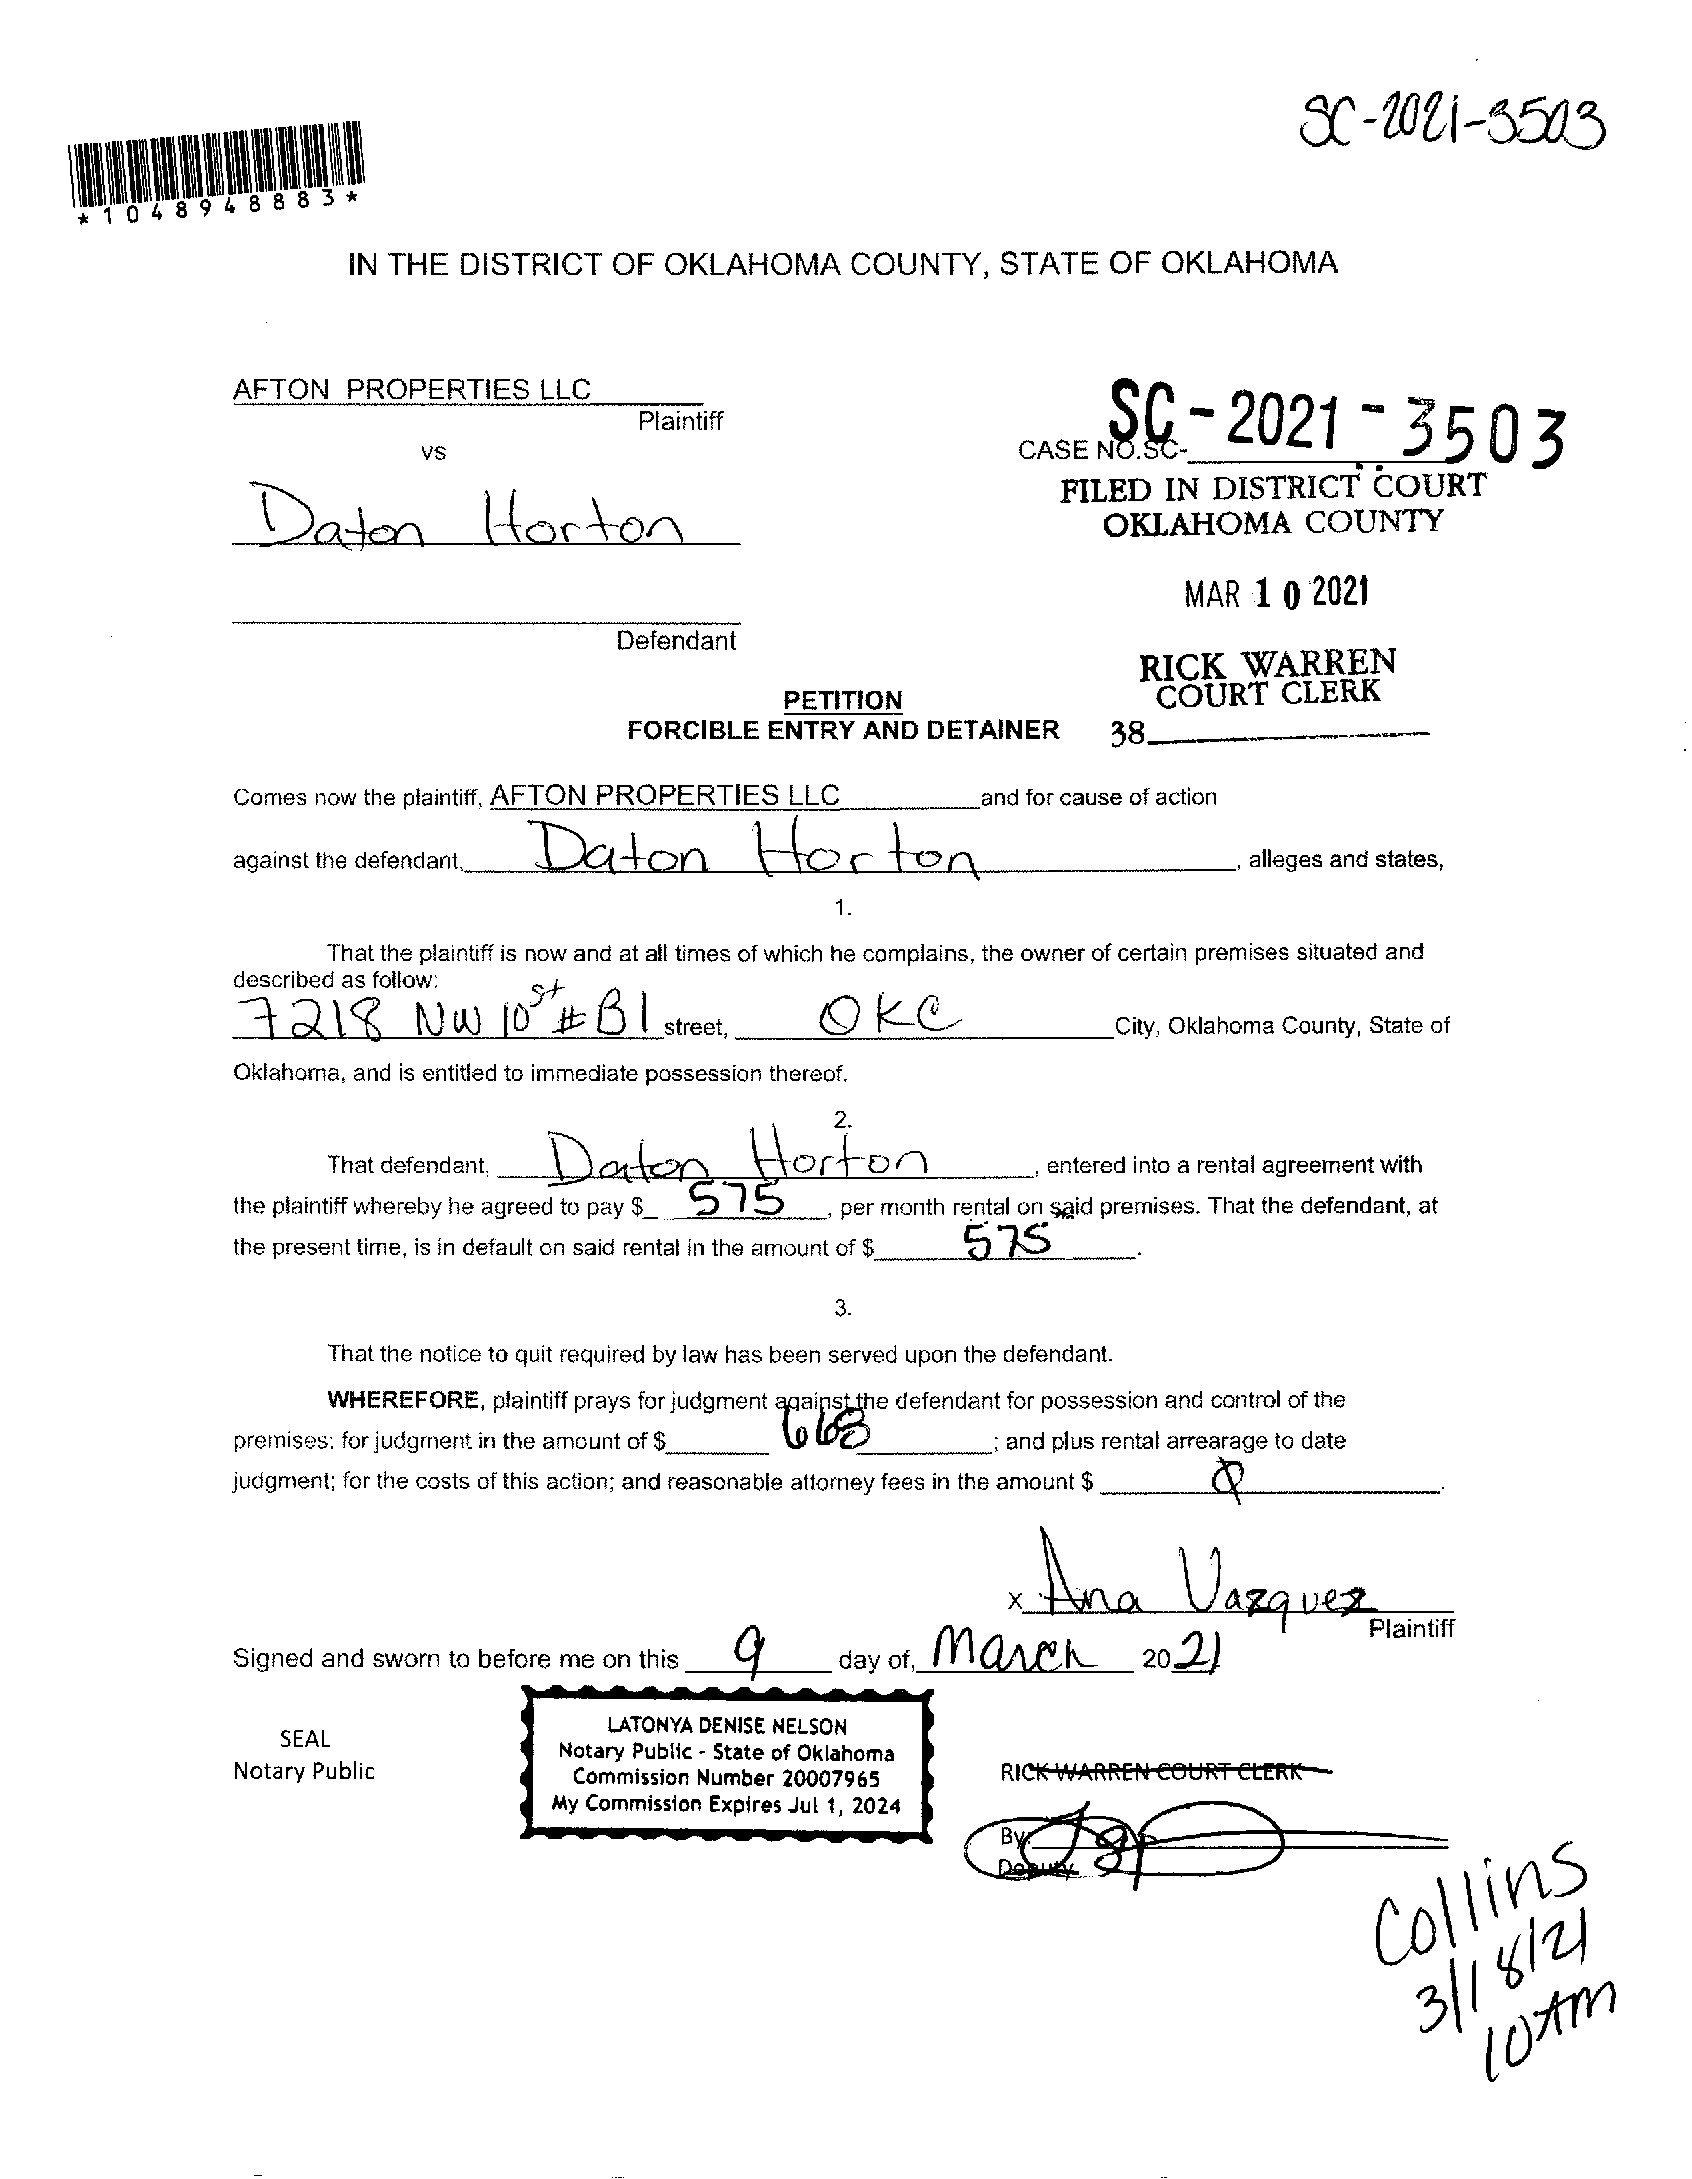 SC-2021-3503
*1048948883*
IN THE DISTRICT OF OKLAHOMA COUNTY, STATE OF OKLAHOMA
AFTON PROPERTIES LLC
Plaintiff
vs
CASE NO.SC- SC-2021-3503
FILED IN DISTRICT COURT
OKLAHOMA COUNTY
Daton Horton
MAR 10 2021
Defendant
RICK WARREN
COURT CLERK
PETITION
FORCIBLE ENTRY AND DETAINER
38
Comes now the plaintiff, AFTON PROPERTIES LLC and for cause of action
against the defendant, Daton Horton, alleges and states,
1.
That the plaintiff is now and at all times of which he complains, the owner of certain premises situated and
described as follow:
7218 NW 10 st #B1 street, OKC City, Oklahoma County, State of
Oklahoma, and is entitled to immediate possession thereof.
2.
That defendant, Daton Horton, entered into a rental agreement with
the plaintiff whereby he agreed to pay $ 575, per month rental on said premises. That the defendant, at
the present time, is in default on said rental in the amount of $ 575.
3.
That the notice to quit required by law has been served upon the defendant.
WHEREFORE, plaintiff prays for judgment against the defendant for possession and control of the
premises; for judgment in the amount of $ 668; and plus rental arrearage to date
judgment; for the costs of this action; and reasonable attorney fees in the amount $
x Ana Vazquez
Plaintiff
Signed and sworn to before me on this 9 day of, March 2021
SEAL
Notary Public
LATONYA DENISE NELSON
Notary Public - State of Oklahoma
Commission Number 20007965
My Commission Expires Jul 1, 2024
RICK WARREN COURT CLERK
By:
Deputy
Collins
3/18/21
10 AM